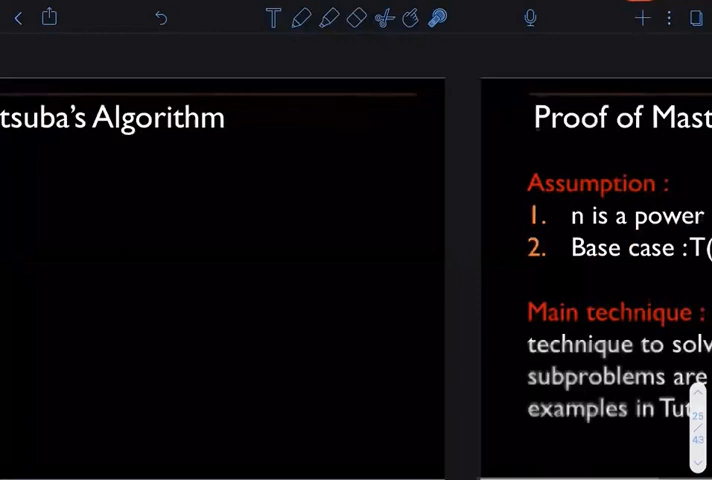 tsuba's Algorithm
Proof of Mast
Assumption :
1. n is a power
2. Base case : T(
Main technique :
technique to solv
subproblems are
examples in Tut
25
/
43